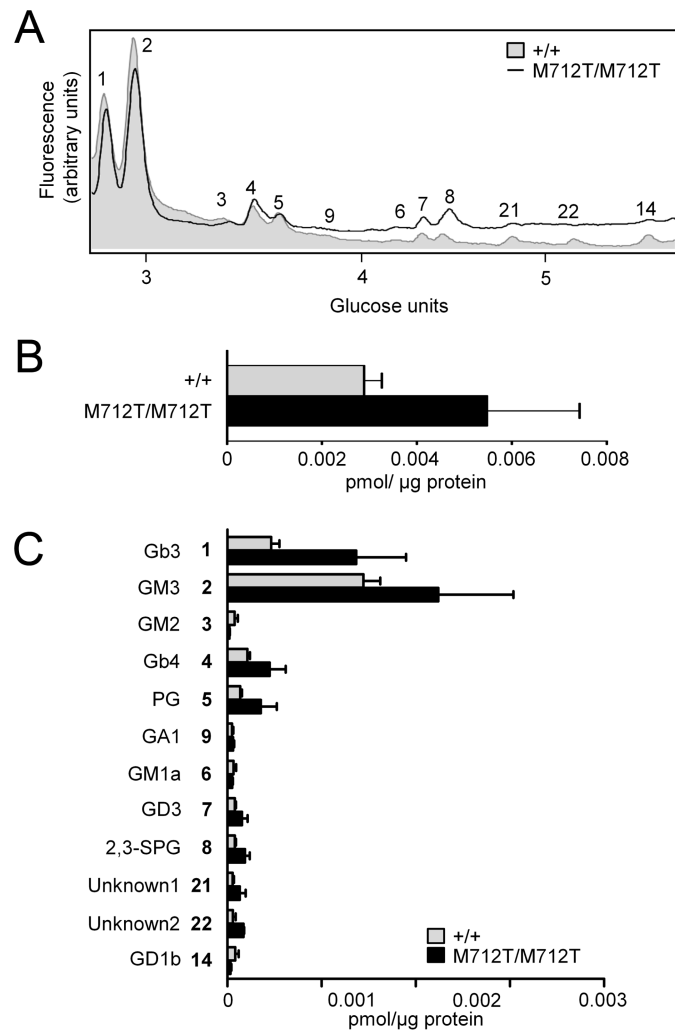 A
+/+
M712T/M712T
Fluorescence
(arbitrary units)
1
2
3
4
5
9
6
7
8
21
22
14
3
4
5
Glucose units
B
+/+
M712T/M712T
0
0.002
0.004
0.006
0.008
pmol/ µg protein
C
Gb3 1
GM3 2
GM2 3
Gb4 4
PG 5
GA1 9
GM1a 6
GD3 7
2,3-SPG 8
Unknown1 21
Unknown2 22
GD1b 14
+/+
M712T/M712T
0
0.001
0.002
0.003
pmol/µg protein